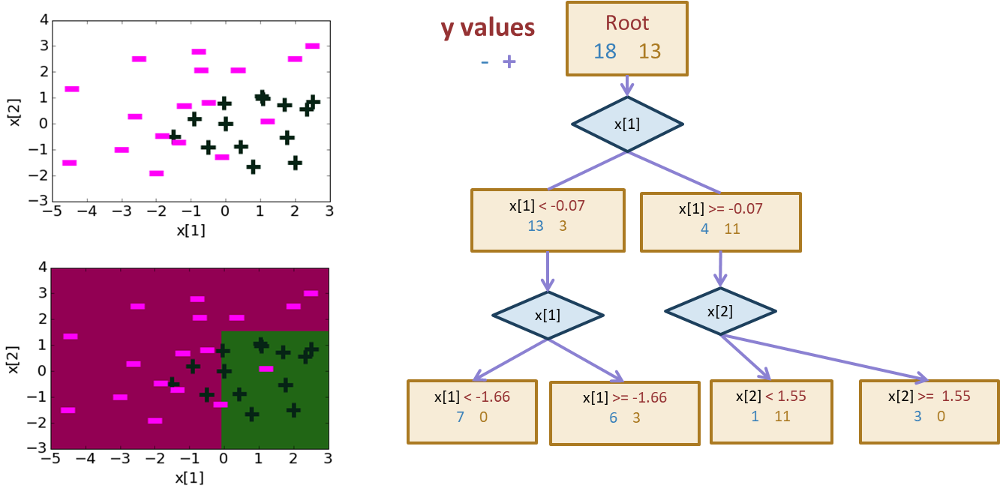 4
3
2
1
0
−1
−2
−3
−5
−4
−3
−2
−1
0
1
2
3
x[2]
x[1]
4
3
2
1
0
−1
−2
−3
−5
−4
−3
−2
−1
0
1
2
3
x[2]
x[1]
y values
- +
Root
18 13
x[1]
x[1] < -0.07
13 3
x[1] >= -0.07
4 11
x[1]
x[2]
x[1] < -1.66
7 0
x[1] >= -1.66
6 3
x[2] < 1.55
1 11
x[2] >= 1.55
3 0